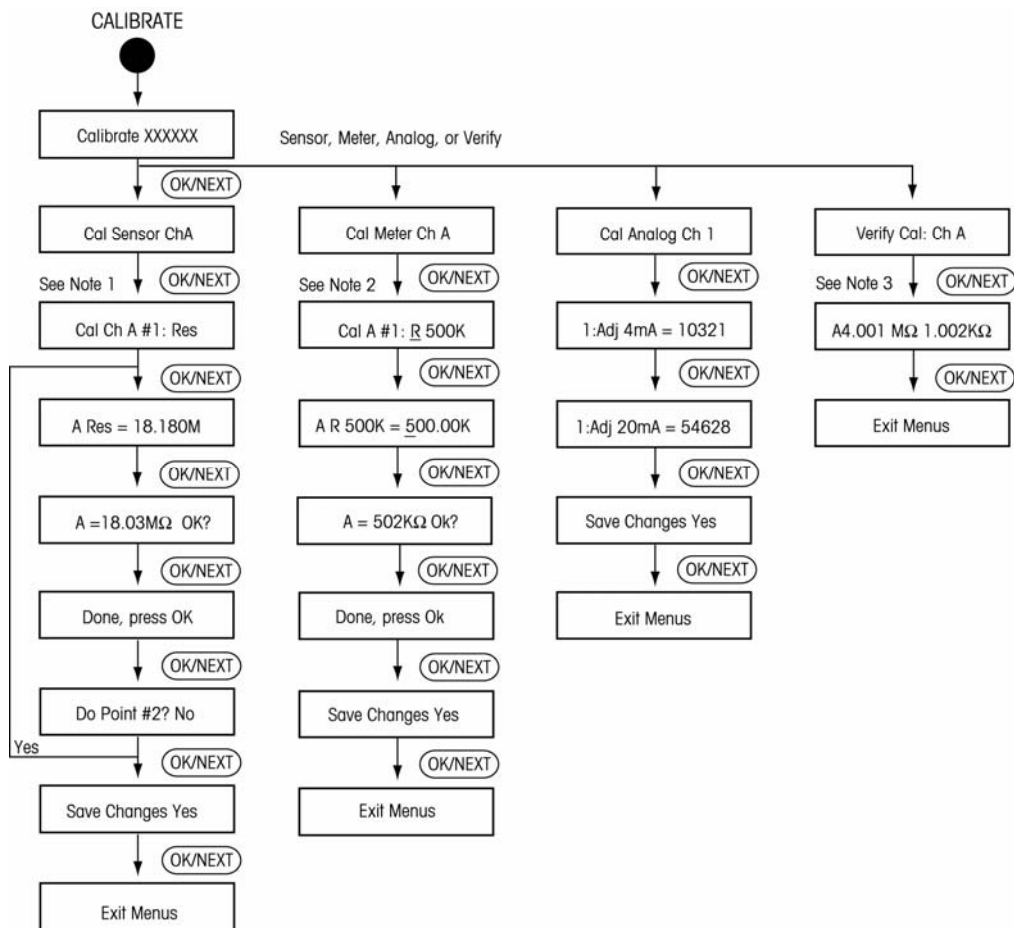 CALIBRATE
Calibrate XXXXXX
Sensor, Meter, Analog, or Verify
OK/NEXT
Cal Sensor ChA
See Note 1
OK/NEXT
Cal Ch A #1: Res
OK/NEXT
A Res = 18.180M
OK/NEXT
A =18.03MΩ OK?
OK/NEXT
Done, press OK
OK/NEXT
Do Point #2? No
Yes
OK/NEXT
Save Changes Yes
OK/NEXT
Exit Menus
Cal Meter Ch A
See Note 2
OK/NEXT
Cal A #1: R 500K
OK/NEXT
A R 500K = 500.00K
OK/NEXT
A = 502KΩ Ok?
OK/NEXT
Done, press Ok
OK/NEXT
Save Changes Yes
OK/NEXT
Exit Menus
Cal Analog Ch 1
OK/NEXT
1:Adj 4mA = 10321
OK/NEXT
1:Adj 20mA = 54628
OK/NEXT
Save Changes Yes
OK/NEXT
Exit Menus
Verify Cal: Ch A
See Note 3
OK/NEXT
A4.001 MΩ 1.002KΩ
OK/NEXT
Exit Menus